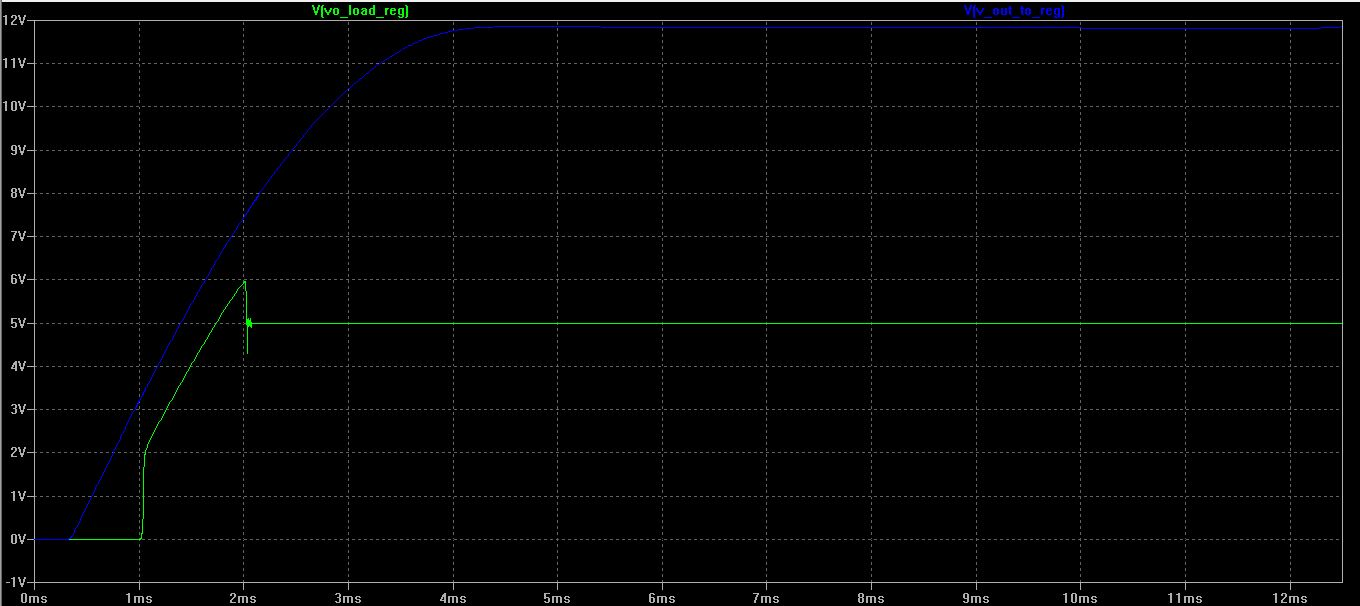 V(vo_load_reg) V(v_out_to_reg)
12V
11V
10V
9V
8V
7V
6V
5V
4V
3V
2V
1V
0V
-1V
0ms 1ms 2ms 3ms 4ms 5ms 6ms 7ms 8ms 9ms 10ms 11ms 12ms